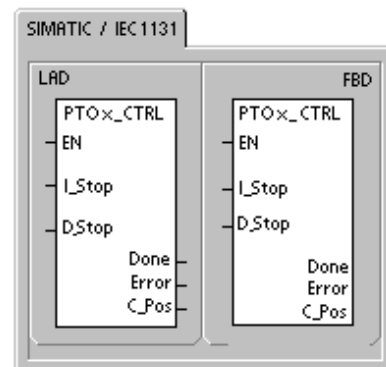 SIMATIC / IEC1131
LAD
PTOx_CTRL
EN
I_Stop
D_Stop
Done
Error
C_Pos
FBD
PTOx_CTRL
EN
I_Stop
D_Stop
Done
Error
C_Pos